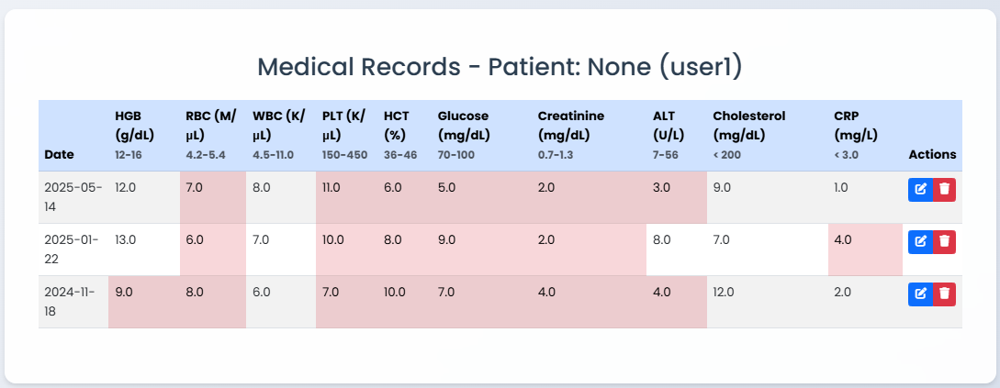 Medical Records - Patient: None (user1)
Date HGB (g/dL) 12-16 RBC (M/μL) 4.2-5.4 WBC (K/μL) 4.5-11.0 PLT (K/μL) 150-450 HCT (%) 36-46 Glucose (mg/dL) 70-100 Creatinine (mg/dL) 0.7-1.3 ALT (U/L) 7-56 Cholesterol (mg/dL) < 200 CRP (mg/L) < 3.0 Actions
2025-05-14 12.0 7.0 8.0 11.0 6.0 5.0 2.0 3.0 9.0 1.0
2025-01-22 13.0 6.0 7.0 10.0 8.0 9.0 2.0 8.0 7.0 4.0
2024-11-18 9.0 8.0 6.0 7.0 10.0 7.0 4.0 4.0 12.0 2.0